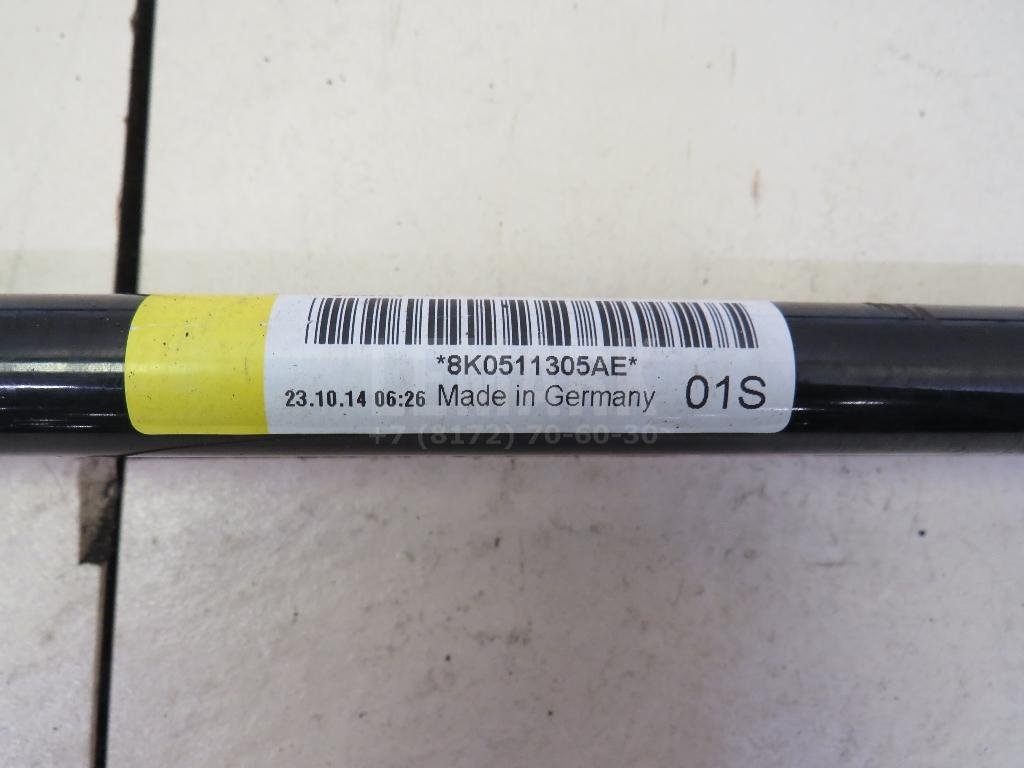 *8K0511305AE*
23.10.14 06:26 Made in Germany 01S
+7 (8172) 70-60-30